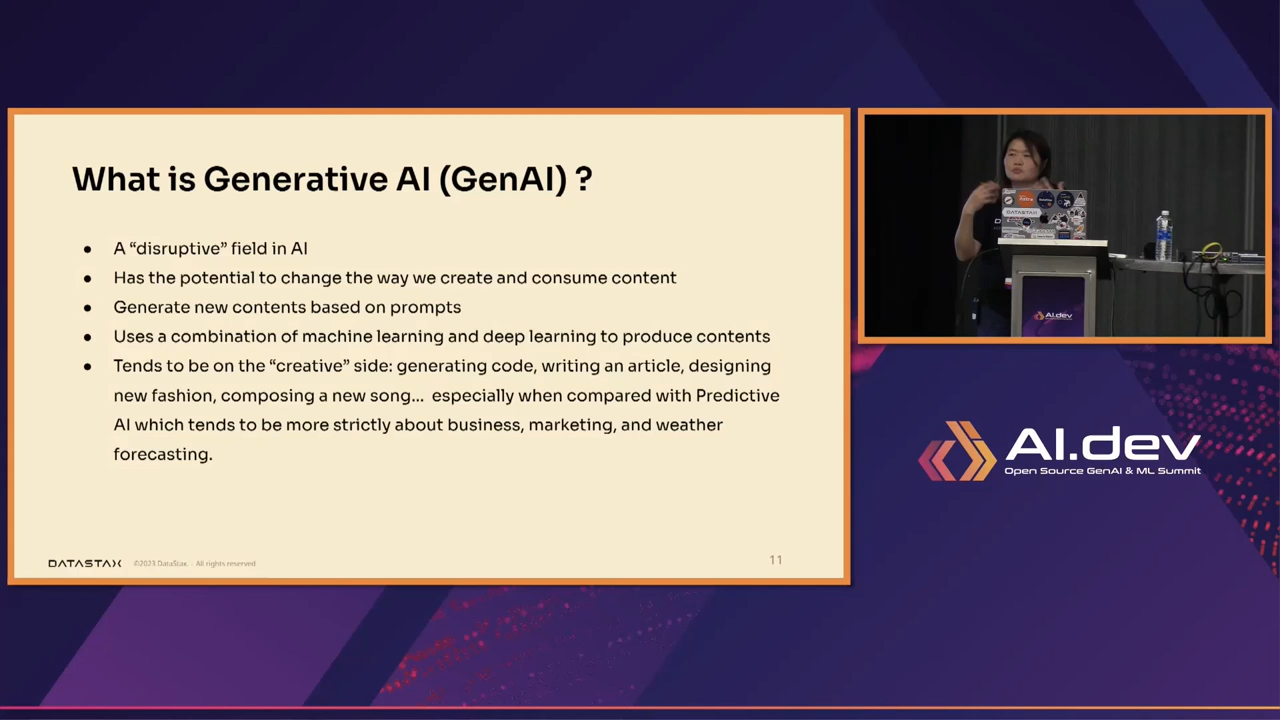 What is Generative AI (GenAI) ?
● A “disruptive” field in AI
● Has the potential to change the way we create and consume content
● Generate new contents based on prompts
● Uses a combination of machine learning and deep learning to produce contents
● Tends to be on the “creative” side: generating code, writing an article, designing
new fashion, composing a new song... especially when compared with Predictive
AI which tends to be more strictly about business, marketing, and weather
forecasting.
DATASTAX ©2023 DataStax. - All rights reserved
11
DATASTAX
AI.dev
AI.dev
Open Source GenAI & ML Summit